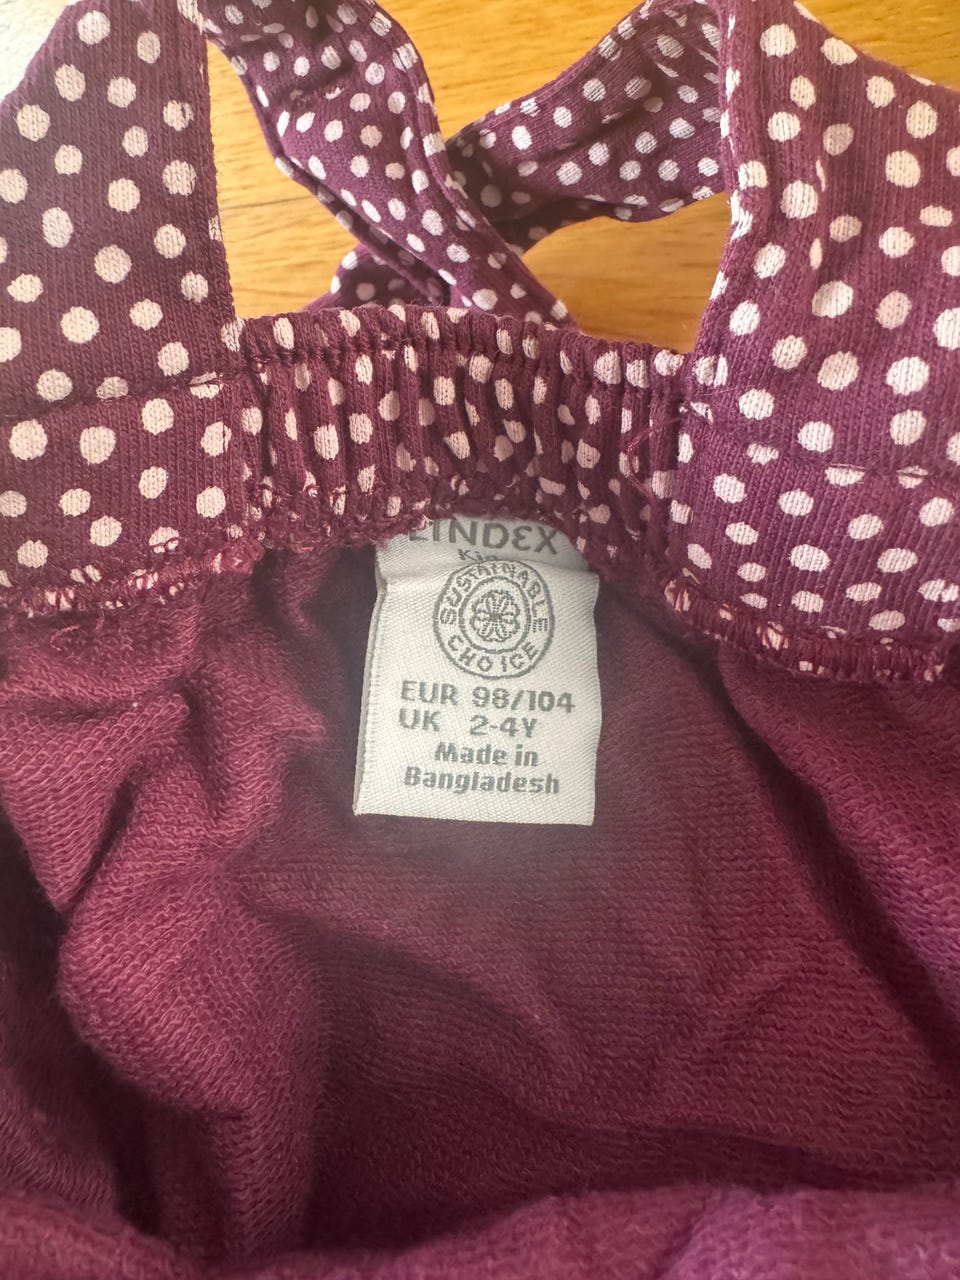 LINDEX
SUSTAINABLE
CHOICE
EUR 98/104
UK 2-4Y
Made in
Bangladesh